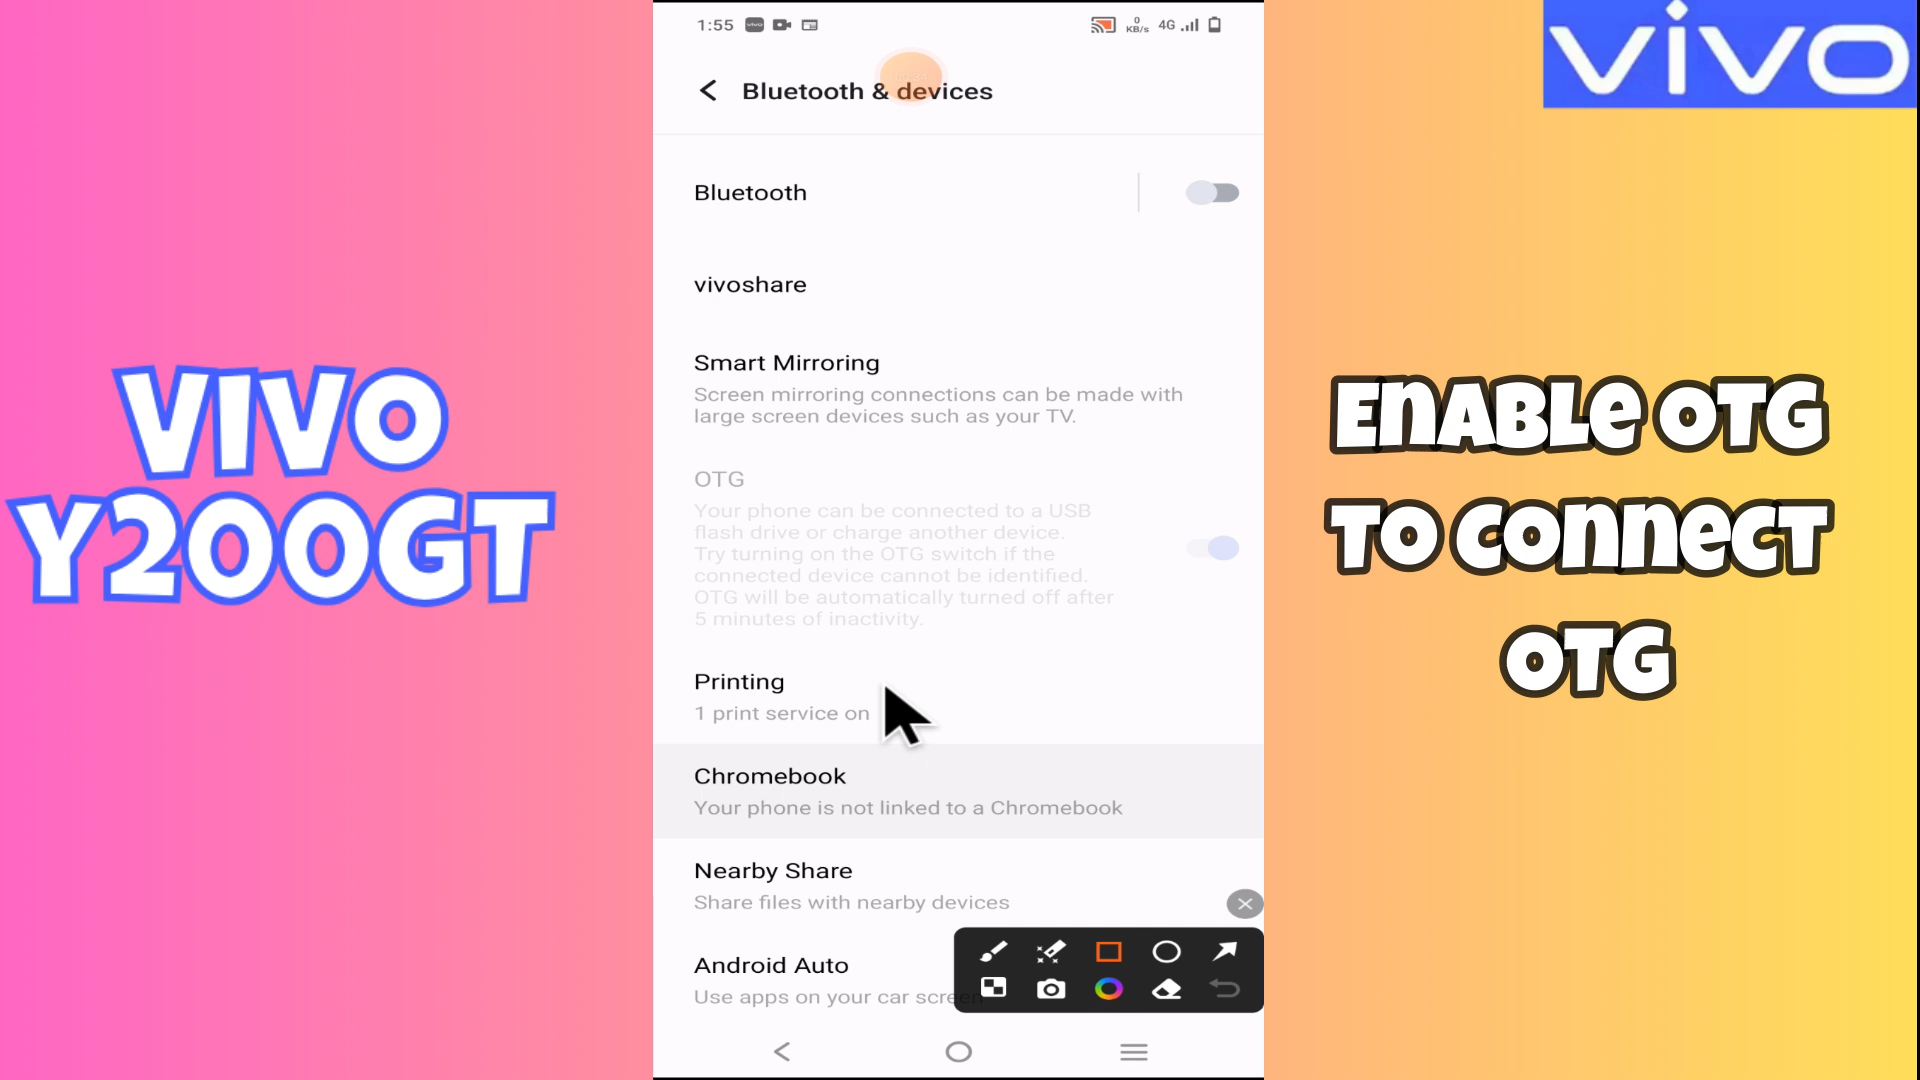 VIVO
Y200GT
1:55
0
KB/s
4G
Bluetooth & devices
Bluetooth
vivoshare
Smart Mirroring
Screen mirroring connections can be made with
large screen devices such as your TV.
OTG
Your phone can be connected to a USB
flash drive or charge another device.
Try turning on the OTG switch if the
connected device cannot be identified.
OTG will be automatically turned off after
5 minutes of inactivity.
Printing
1 print service on
Chromebook
Your phone is not linked to a Chromebook
Nearby Share
Share files with nearby devices
Android Auto
Use apps on your car screen
vivo
ENABLE OTG
TO CONNECT
OTG